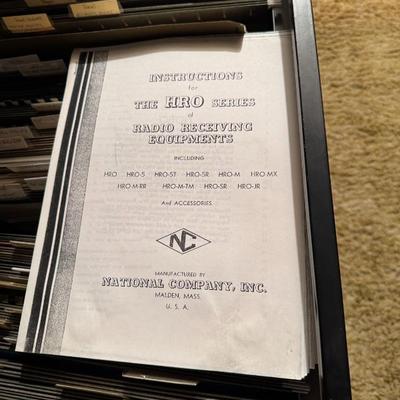 INSTRUCTIONS
for
THE HRO SERIES
of
RADIO RECEIVING
EQUIPMENTS
INCLUDING
HRO HRO-5 HRO-5T HRO-5R HRO-M HRO MX
HRO-M-RR HRO-M-TM HRO-SR HRO-JR
And ACCESSORIES
NC
MANUFACTURED BY
NATIONAL COMPANY, INC.
MALDEN, MASS.
U. S. A.